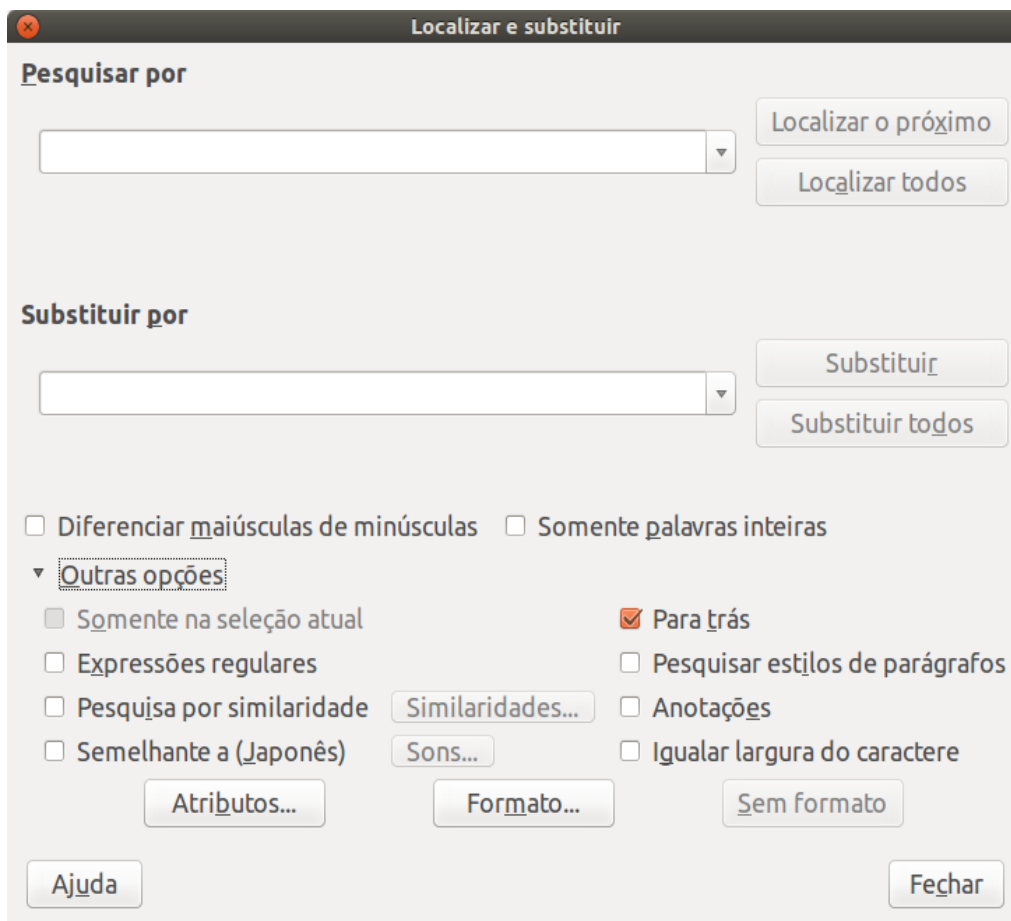 Localizar e substituir
Pesquisar por
Localizar o próximo
Localizar todos
Substituir por
Substituir
Substituir todos
Diferenciar maiúsculas de minúsculas
Somente palavras inteiras
Outras opções
Somente na seleção atual
Para trás
Expressões regulares
Pesquisar estilos de parágrafos
Pesquisa por similaridade
Similaridades...
Anotações
Semelhante a (Japonês)
Sons...
Igualar largura do caractere
Atributos...
Formato...
Sem formato
Ajuda
Fechar